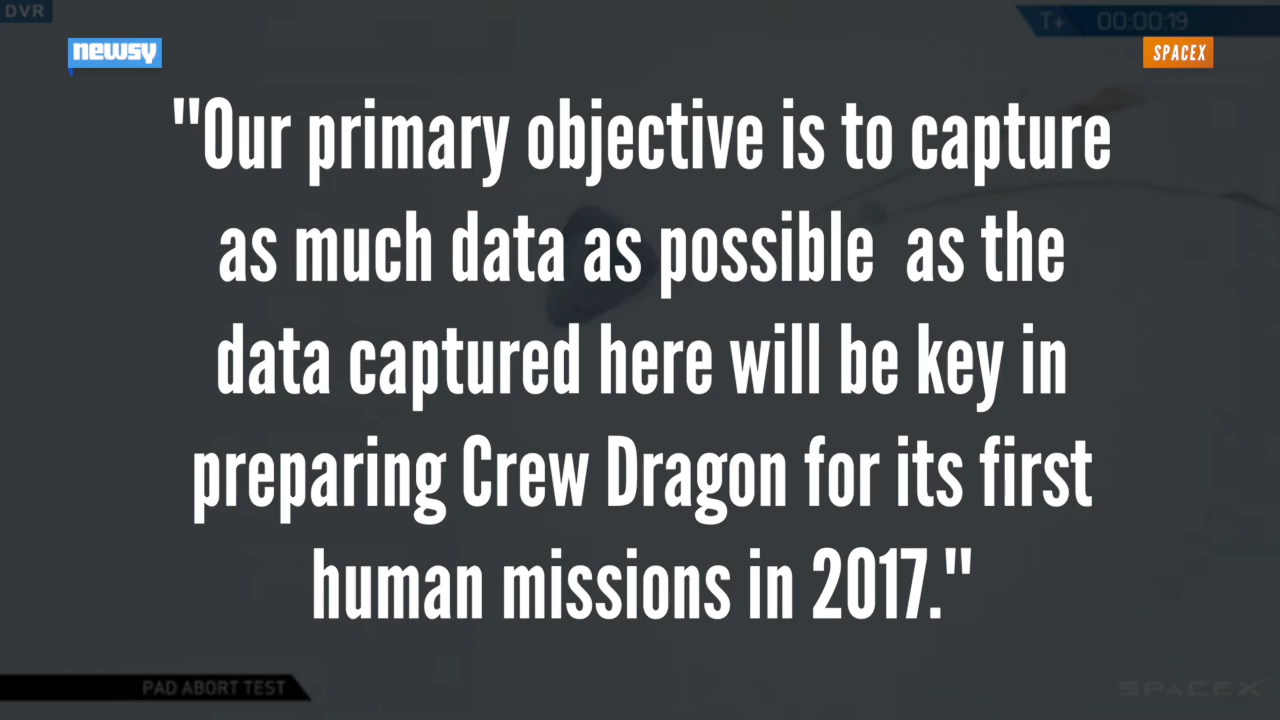 DVR
T+ 00:00:19
newsy
SPACEX
"Our primary objective is to capture
as much data as possible  as the
data captured here will be key in
preparing Crew Dragon for its first
human missions in 2017."
PAD ABORT TEST
SPACEX